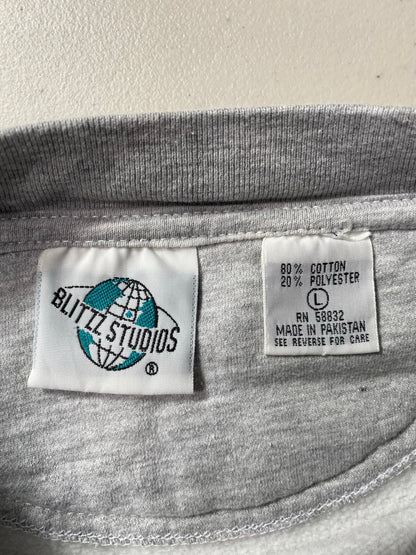 BLITZZ STUDIOS
®
80% COTTON
20% POLYESTER
L
RN 58832
MADE IN PAKISTAN
SEE REVERSE FOR CARE